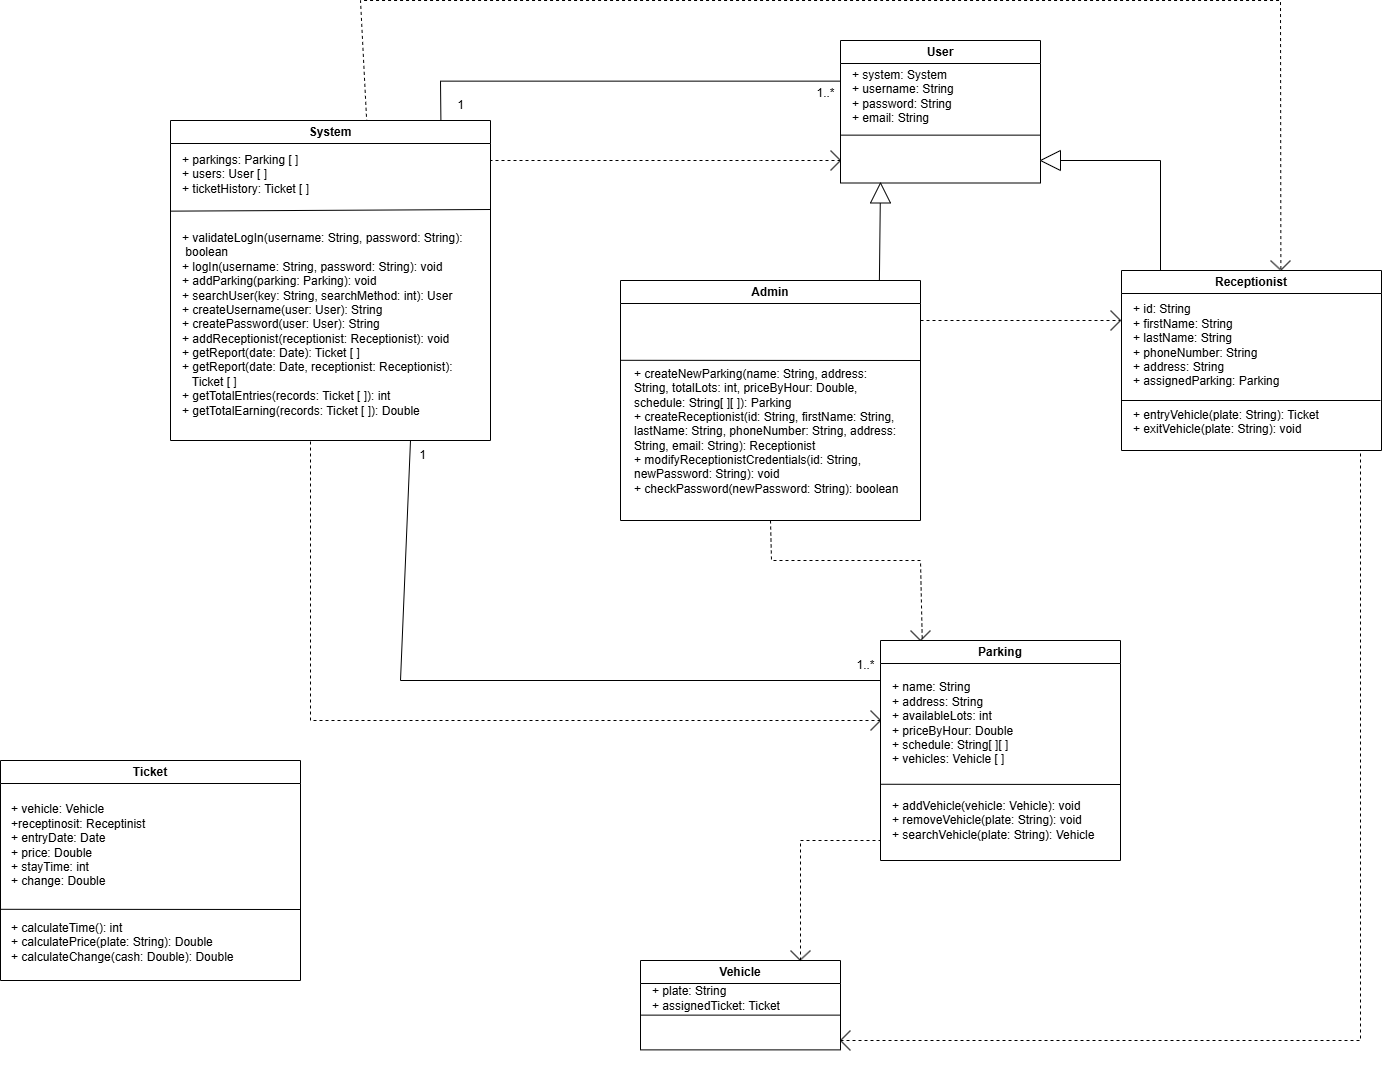 User
+ system: System
+ username: String
+ password: String
+ email: String
1
1..*
System
+ parkings: Parking [ ]
+ users: User [ ]
+ ticketHistory: Ticket [ ]
+ validateLogIn(username: String, password: String):
boolean
+ logIn(username: String, password: String): void
+ addParking(parking: Parking): void
+ searchUser(key: String, searchMethod: int): User
+ createUsername(user: User): String
+ createPassword(user: User): String
+ addReceptionist(receptionist: Receptionist): void
+ getReport(date: Date): Ticket [ ]
+ getReport(date: Date, receptionist: Receptionist):
Ticket [ ]
+ getTotalEntries(records: Ticket [ ]): int
+ getTotalEarning(records: Ticket [ ]): Double
1
Admin
+ createNewParking(name: String, address:
String, totalLots: int, priceByHour: Double,
schedule: String[ ][ ]): Parking
+ createReceptionist(id: String, firstName: String,
lastName: String, phoneNumber: String, address:
String, email: String): Receptionist
+ modifyReceptionistCredentials(id: String,
newPassword: String): void
+ checkPassword(newPassword: String): boolean
Receptionist
+ id: String
+ firstName: String
+ lastName: String
+ phoneNumber: String
+ address: String
+ assignedParking: Parking
+ entryVehicle(plate: String): Ticket
+ exitVehicle(plate: String): void
1..*
Parking
+ name: String
+ address: String
+ availableLots: int
+ priceByHour: Double
+ schedule: String[ ][ ]
+ vehicles: Vehicle [ ]
+ addVehicle(vehicle: Vehicle): void
+ removeVehicle(plate: String): void
+ searchVehicle(plate: String): Vehicle
Ticket
+ vehicle: Vehicle
+receptinosit: Receptinist
+ entryDate: Date
+ price: Double
+ stayTime: int
+ change: Double
+ calculateTime(): int
+ calculatePrice(plate: String): Double
+ calculateChange(cash: Double): Double
Vehicle
+ plate: String
+ assignedTicket: Ticket